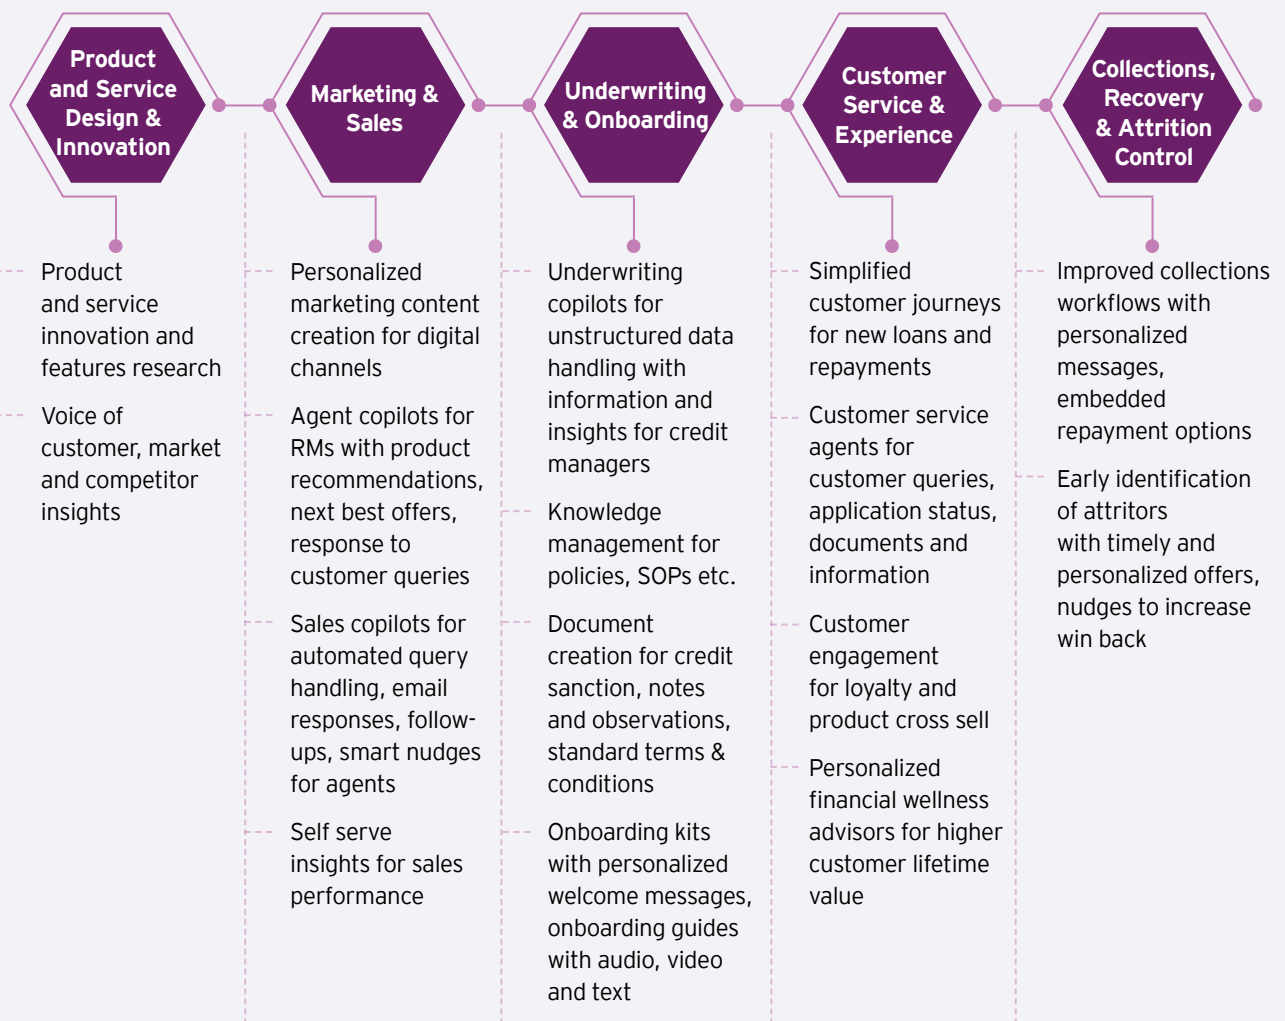 Product
and Service
Design &
Innovation
Marketing &
Sales
Underwriting
& Onboarding
Customer
Service &
Experience
Collections,
Recovery
& Attrition
Control
Product
and service
innovation and
features research
Voice of
customer, market
and competitor
insights
Personalized
marketing content
creation for digital
channels
Agent copilots for
RMs with product
recommendations,
next best offers,
response to
customer queries
Sales copilots for
automated query
handling, email
responses, follow-
ups, smart nudges
for agents
Self serve
insights for sales
performance
Underwriting
copilots for
unstructured data
handling with
information and
insights for credit
managers
Knowledge
management for
policies, SOPs etc.
Document
creation for credit
sanction, notes
and observations,
standard terms &
conditions
Onboarding kits
with personalized
welcome messages,
onboarding guides
with audio, video
and text
Simplified
customer journeys
for new loans and
repayments
Customer service
agents for
customer queries,
application status,
documents and
information
Customer
engagement
for loyalty and
product cross sell
Personalized
financial wellness
advisors for higher
customer lifetime
value
Improved collections
workflows with
personalized
messages,
embedded
repayment options
Early identification
of attritors
with timely and
personalized offers,
nudges to increase
win back